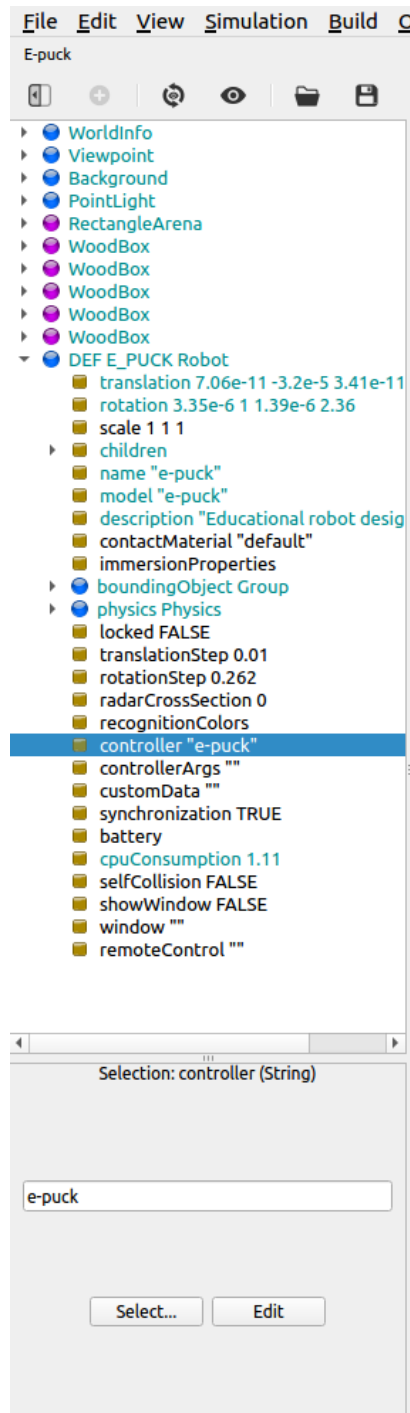 File Edit View Simulation Build
E-puck
WorldInfo
Viewpoint
Background
PointLight
RectangleArena
WoodBox
WoodBox
WoodBox
WoodBox
WoodBox
DEF E_PUCK Robot
translation 7.06e-11 -3.2e-5 3.41e-11
rotation 3.35e-6 1 1.39e-6 2.36
scale 1 1 1
children
name "e-puck"
model "e-puck"
description "Educational robot desig
contactMaterial "default"
immersionProperties
boundingObject Group
physics Physics
locked FALSE
translationStep 0.01
rotationStep 0.262
radarCrossSection 0
recognitionColors
controller "e-puck"
controllerArgs ""
customData ""
synchronization TRUE
battery
cpuConsumption 1.11
selfCollision FALSE
showWindow FALSE
window ""
remoteControl ""
Selection: controller (String)
e-puck
Select... Edit